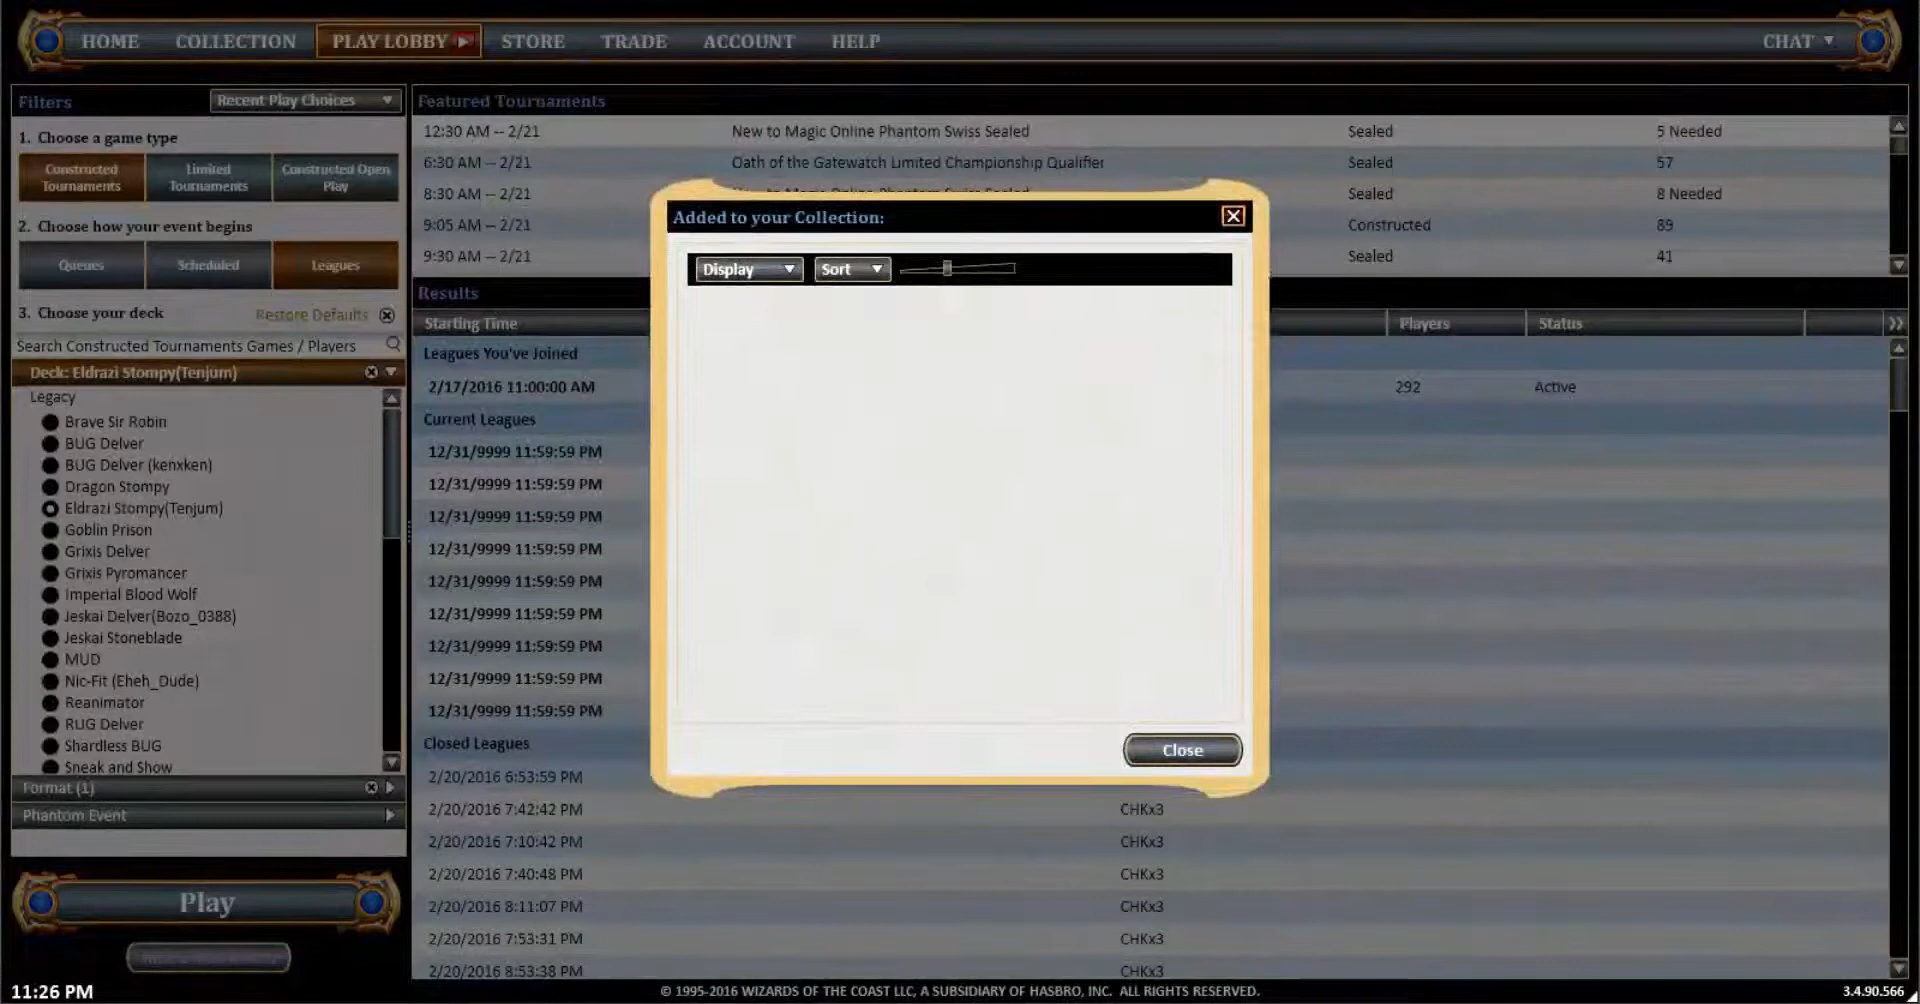 HOME COLLECTION PLAY LOBBY STORE TRADE ACCOUNT HELP CHAT
Filters Recent Play Choices
1. Choose a game type
Constructed Tournaments Limited Tournaments Constructed Open Play
2. Choose how your event begins
Queues Scheduled Leagues
3. Choose your deck Restore Defaults
Search Constructed Tournaments Games / Players
Deck: Eldrazi Stompy(Tenjum)
Legacy
Brave Sir Robin
BUG Delver
BUG Delver (kenxken)
Dragon Stompy
Eldrazi Stompy(Tenjum)
Goblin Prison
Grixis Delver
Grixis Pyromancer
Imperial Blood Wolf
Jeskai Delver(Bozo_0388)
Jeskai Stoneblade
MUD
Nic-Fit (Eheh_Dude)
Reanimator
RUG Delver
Shardless BUG
Sneak and Show
Format (1)
Phantom Event
Play
11:26 PM
Featured Tournaments
12:30 AM -- 2/21 New to Magic Online Phantom Swiss Sealed Sealed 5 Needed
6:30 AM -- 2/21 Oath of the Gatewatch Limited Championship Qualifier Sealed 57
8:30 AM -- 2/21 Sealed 8 Needed
9:05 AM -- 2/21 Constructed 89
9:30 AM -- 2/21 Sealed 41
Results
Starting Time Players Status
Leagues You've Joined
2/17/2016 11:00:00 AM 292 Active
Current Leagues
12/31/9999 11:59:59 PM
12/31/9999 11:59:59 PM
12/31/9999 11:59:59 PM
12/31/9999 11:59:59 PM
12/31/9999 11:59:59 PM
12/31/9999 11:59:59 PM
12/31/9999 11:59:59 PM
12/31/9999 11:59:59 PM
12/31/9999 11:59:59 PM
Closed Leagues
2/20/2016 6:53:59 PM
2/20/2016 7:42:42 PM CHKx3
2/20/2016 7:10:42 PM CHKx3
2/20/2016 7:40:48 PM CHKx3
2/20/2016 8:11:07 PM CHKx3
2/20/2016 7:53:31 PM CHKx3
2/20/2016 8:53:38 PM CHKx3
Added to your Collection:
Display Sort
Close
© 1995-2016 WIZARDS OF THE COAST LLC, A SUBSIDIARY OF HASBRO, INC. ALL RIGHTS RESERVED.
3.4.90.566